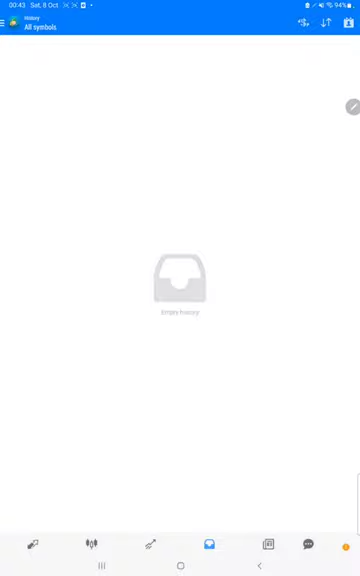 00:43 Sat, 8 Oct
94%
History
All symbols
Empty history